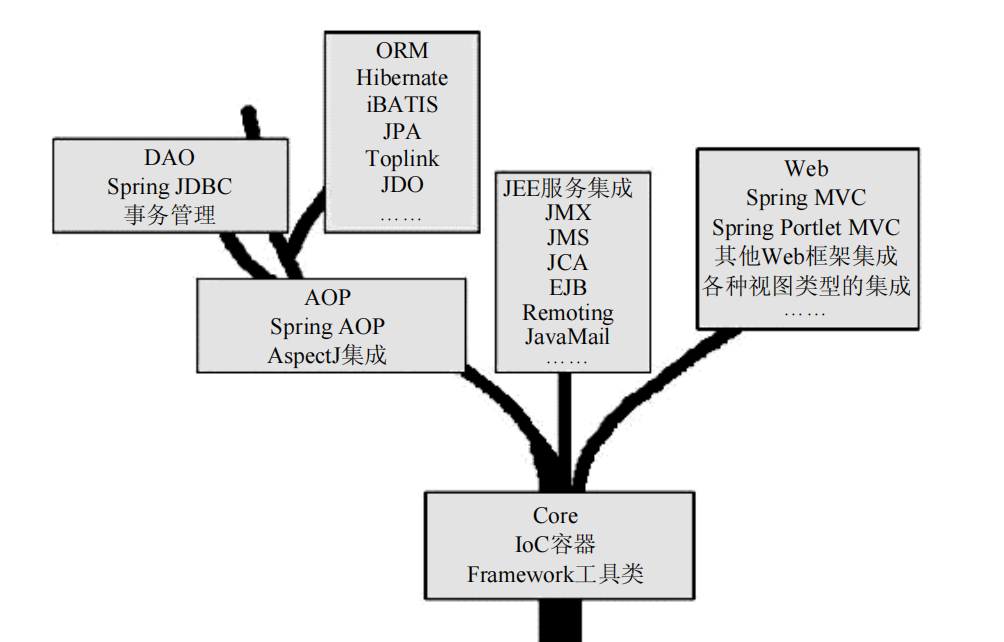 ORM
Hibernate
iBATIS
JPA
Toplink
JDO
……
DAO
Spring JDBC
事务管理
JEE服务集成
JMX
JMS
JCA
EJB
Remoting
JavaMail
……
Web
Spring MVC
Spring Portlet MVC
其他Web框架集成
各种视图类型的集成
……
AOP
Spring AOP
AspectJ集成
Core
IoC容器
Framework工具类